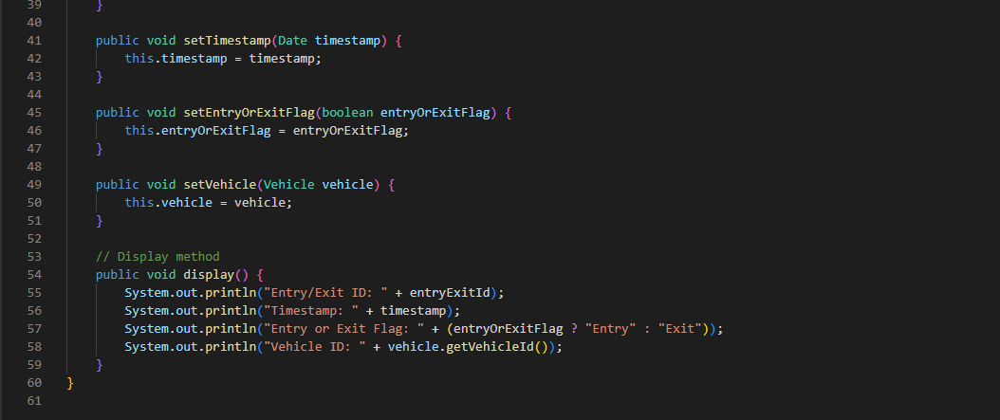 39 }
40
41 public void setTimestamp(Date timestamp) {
42 this.timestamp = timestamp;
43 }
44
45 public void setEntryOrExitFlag(boolean entryOrExitFlag) {
46 this.entryOrExitFlag = entryOrExitFlag;
47 }
48
49 public void setVehicle(Vehicle vehicle) {
50 this.vehicle = vehicle;
51 }
52
53 // Display method
54 public void display() {
55 System.out.println("Entry/Exit ID: " + entryExitId);
56 System.out.println("Timestamp: " + timestamp);
57 System.out.println("Entry or Exit Flag: " + (entryOrExitFlag ? "Entry" : "Exit"));
58 System.out.println("Vehicle ID: " + vehicle.getVehicleId());
59 }
60 }
61